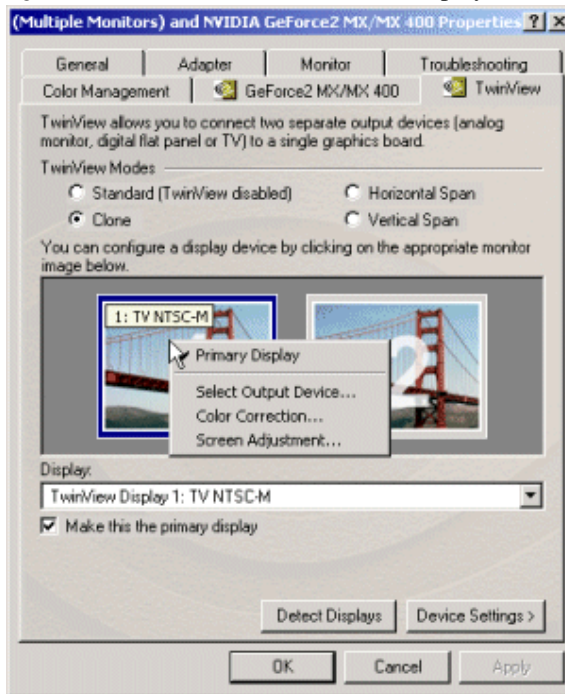 (Multiple Monitors) and NVIDIA GeForce2 MX/MX 400 Properties
General Adapter Monitor Troubleshooting
Color Management GeForce2 MX/MX 400 TwinView
TwinView allows you to connect two separate output devices (analog
monitor, digital flat panel or TV) to a single graphics board.
TwinView Modes
Standard (TwinView disabled) Horizontal Span
Clone Vertical Span
You can configure a display device by clicking on the appropriate monitor
image below.
1: TV NTSC-M
2
Primary Display
Select Output Device...
Color Correction...
Screen Adjustment...
Display:
TwinView Display 1: TV NTSC-M
Make this the primary display
Detect Displays Device Settings >
OK Cancel Apply